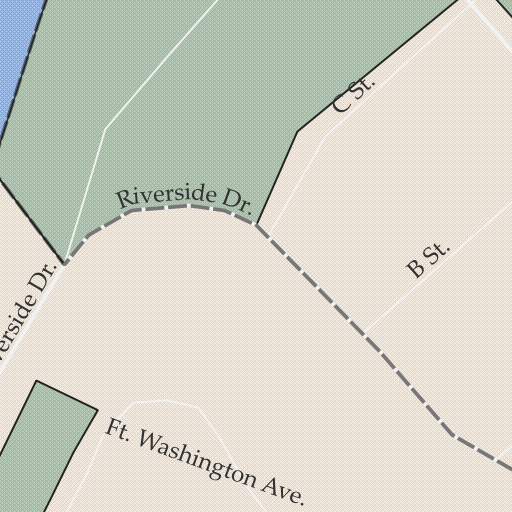 C St.
Riverside Dr.
B St.
erside Dr.
Ft. Washington Ave.